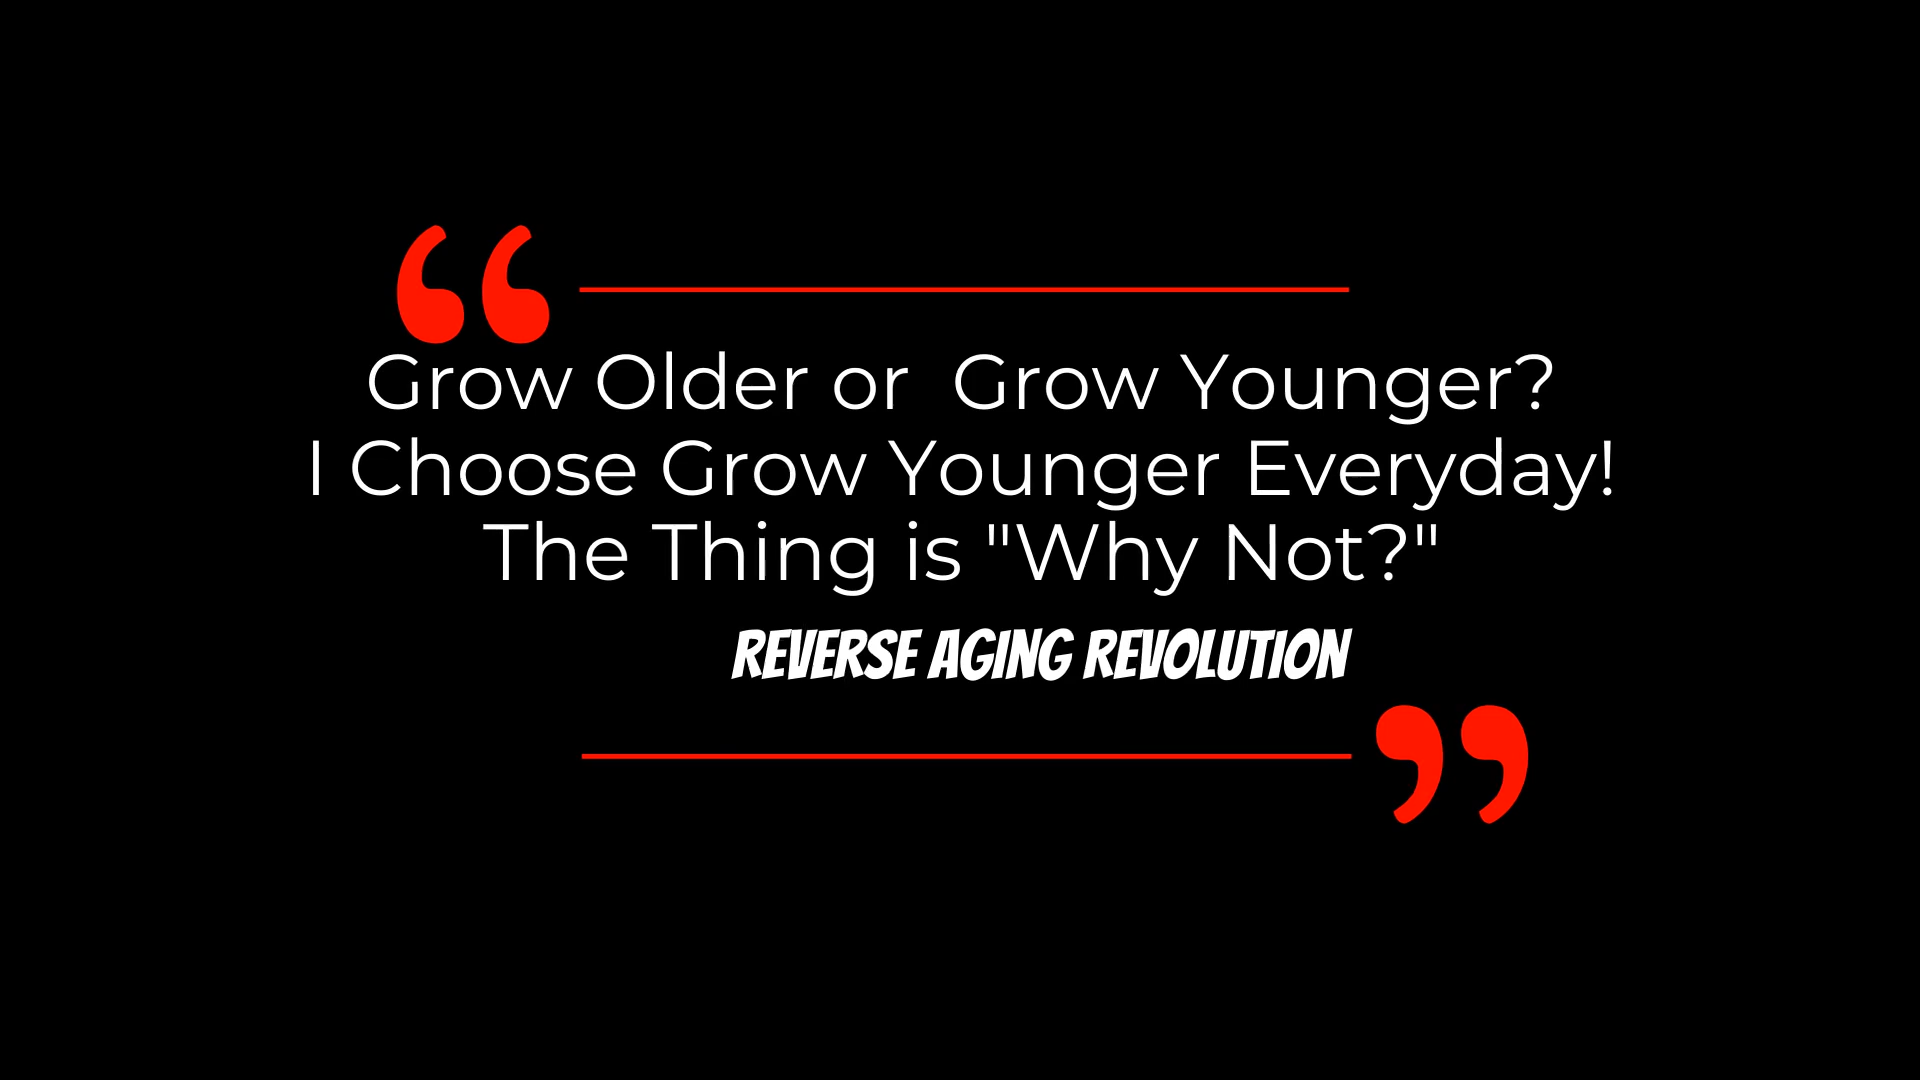 “
Grow Older or  Grow Younger?
I Choose Grow Younger Everyday!
The Thing is "Why Not?"
REVERSE AGING REVOLUTION
”